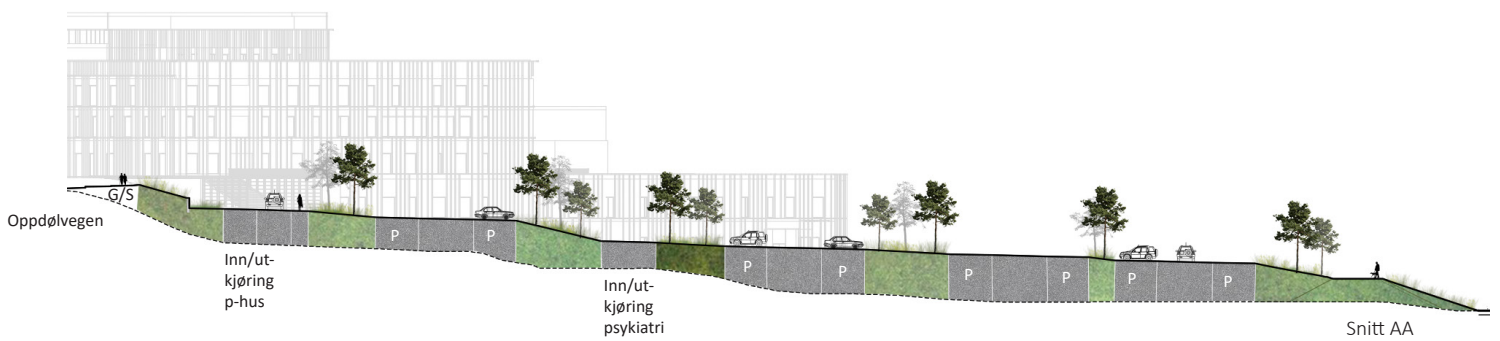 G/S
Oppdølvegen
Inn/ut-
kjøring
p-hus
P
P
Inn/ut-
kjøring
psykiatri
P
P
P
P
P
P
Snitt AA